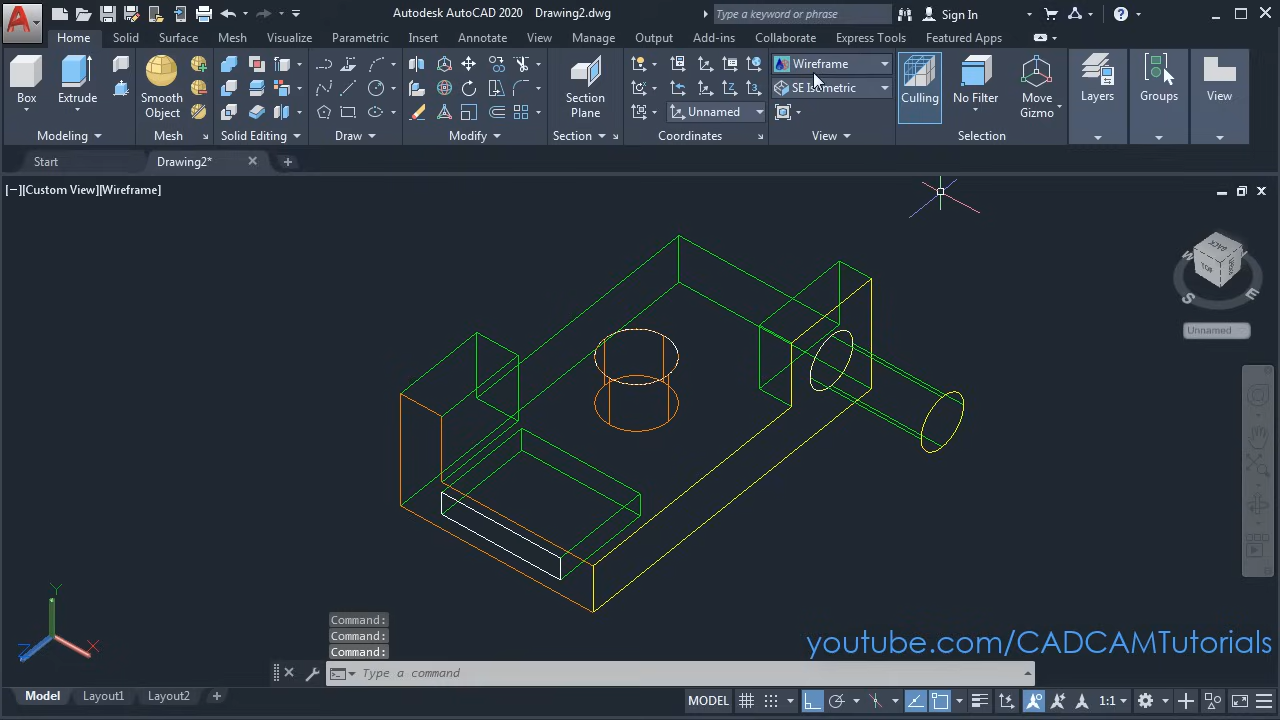 Autodesk AutoCAD 2020 Drawing2.dwg
Type a keyword or phrase
Sign In
Home Solid Surface Mesh Render Parametric Insert Annotate View Manage Output Add-ins Collaborate Express Tools Featured Apps
Wireframe
SE Isometric
Unnamed
Box
Extrude
Smooth
Object
Section
Plane
Culling
No Filter
Move
Gizmo
Layers
Groups
View
Modeling
Mesh
Solid Editing
Draw
Modify
Section
Coordinates
View
Selection
Start
Drawing2*
[−][Custom View][Wireframe]
BACK
TOP
W
S
E
Unnamed
Y
Z
X
Command:
Command:
Command:
Type a command
youtube.com/CADCAMTutorials
Model Layout1 Layout2
MODEL
1:1